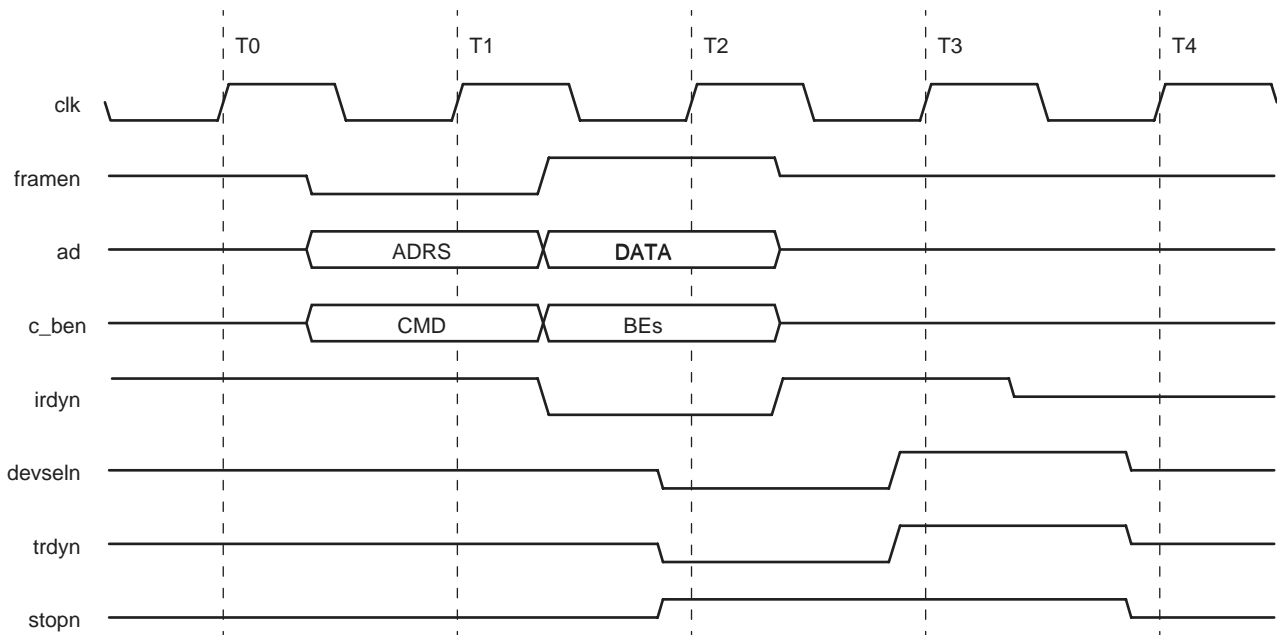 T0 T1 T2 T3 T4
clk
framen
ad ADRS DATA
c_ben CMD BEs
irdyn
devseln
trdyn
stopn